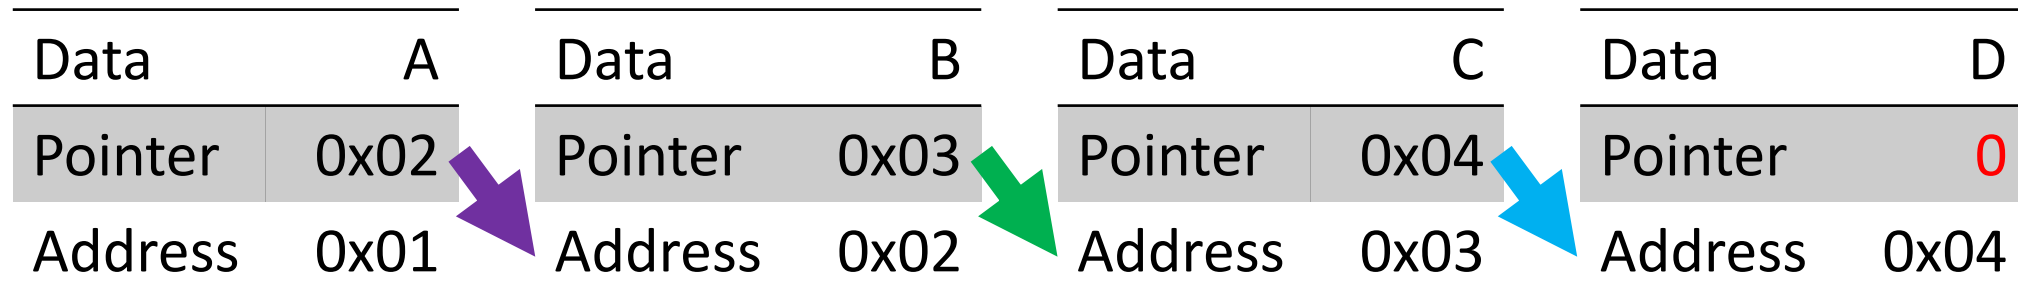 Data A Data B Data C Data D
Pointer 0x02 Pointer 0x03 Pointer 0x04 Pointer 0
Address 0x01 Address 0x02 Address 0x03 Address 0x04